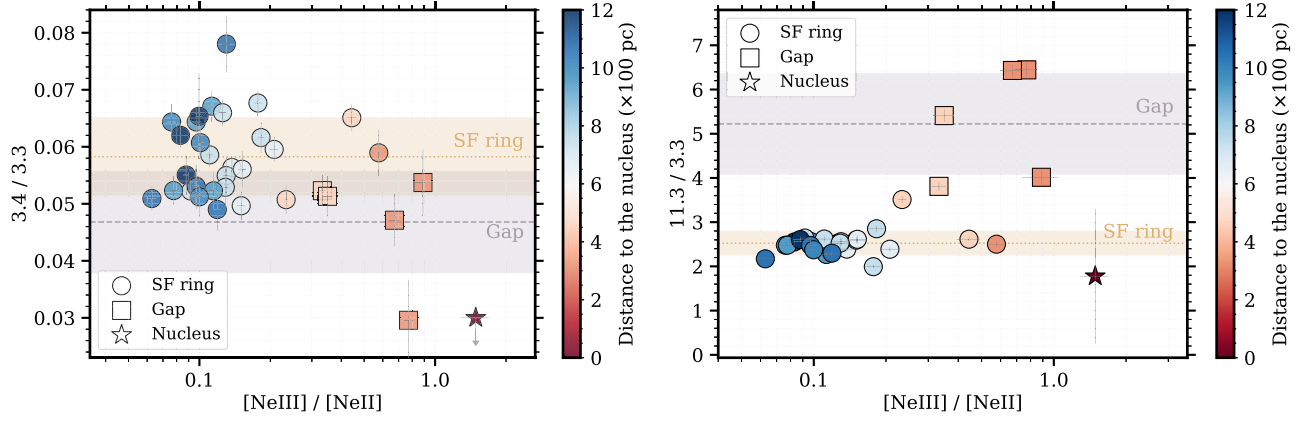 0.08
0.07
0.06
0.05
0.04
0.03
3.4 / 3.3
SF ring
Gap
SF ring
Gap
Nucleus
0.1
1.0
[NeIII] / [NeII]
12
10
8
6
4
2
0
Distance to the nucleus (×100 pc)
7
6
5
4
3
2
1
0
11.3 / 3.3
SF ring
Gap
Nucleus
Gap
SF ring
0.1
1.0
[NeIII] / [NeII]
12
10
8
6
4
2
0
Distance to the nucleus (×100 pc)